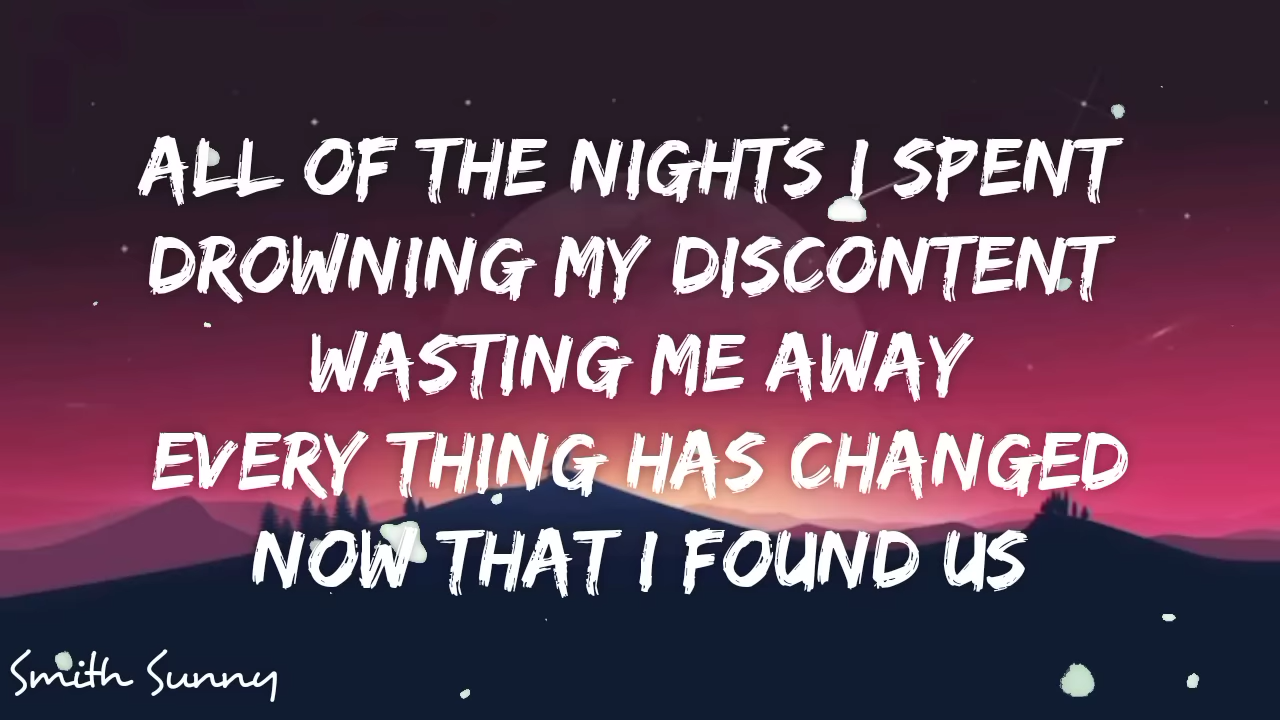 ALL OF THE NIGHTS I SPENT
DROWNING MY DISCONTENT
WASTING ME AWAY
EVERY THING HAS CHANGED
NOW THAT I FOUND US
Smith Sunny